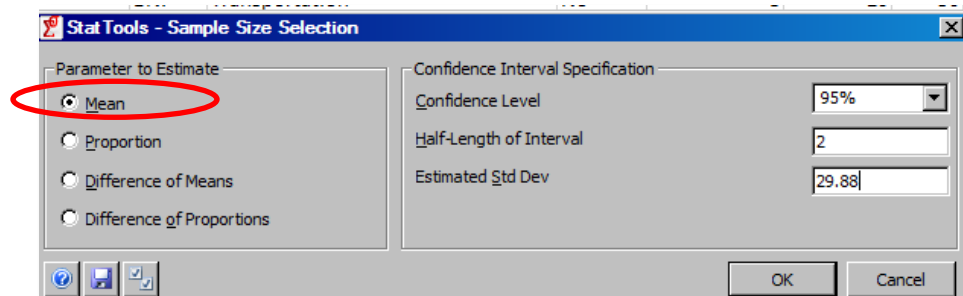 StatTools - Sample Size Selection
Parameter to Estimate
Mean
Proportion
Difference of Means
Difference of Proportions
Confidence Interval Specification
Confidence Level 95%
Half-Length of Interval 2
Estimated Std Dev 29.88
OK Cancel